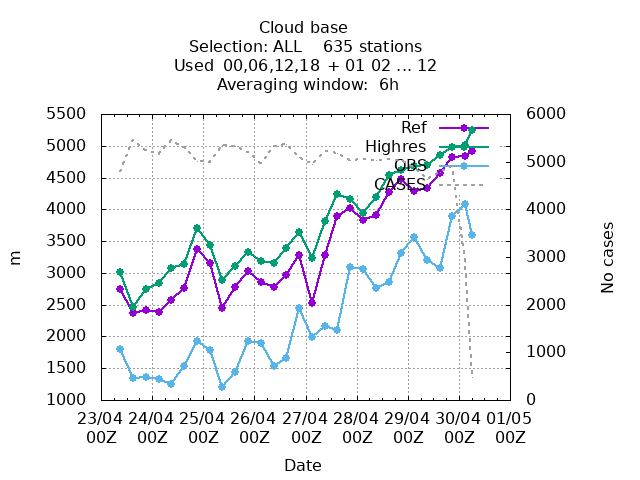 Cloud base
Selection: ALL    635 stations
Used 00,06,12,18 + 01 02 ... 12
Averaging window:  6h
5500
5000
4500
4000
3500
3000
2500
2000
1500
1000
m
6000
5000
4000
3000
2000
1000
0
No cases
Ref
Highres
OBS
CASES
23/04 24/04 25/04 26/04 27/04 28/04 29/04 30/04 01/05
00Z 00Z 00Z 00Z 00Z 00Z 00Z 00Z 00Z
Date